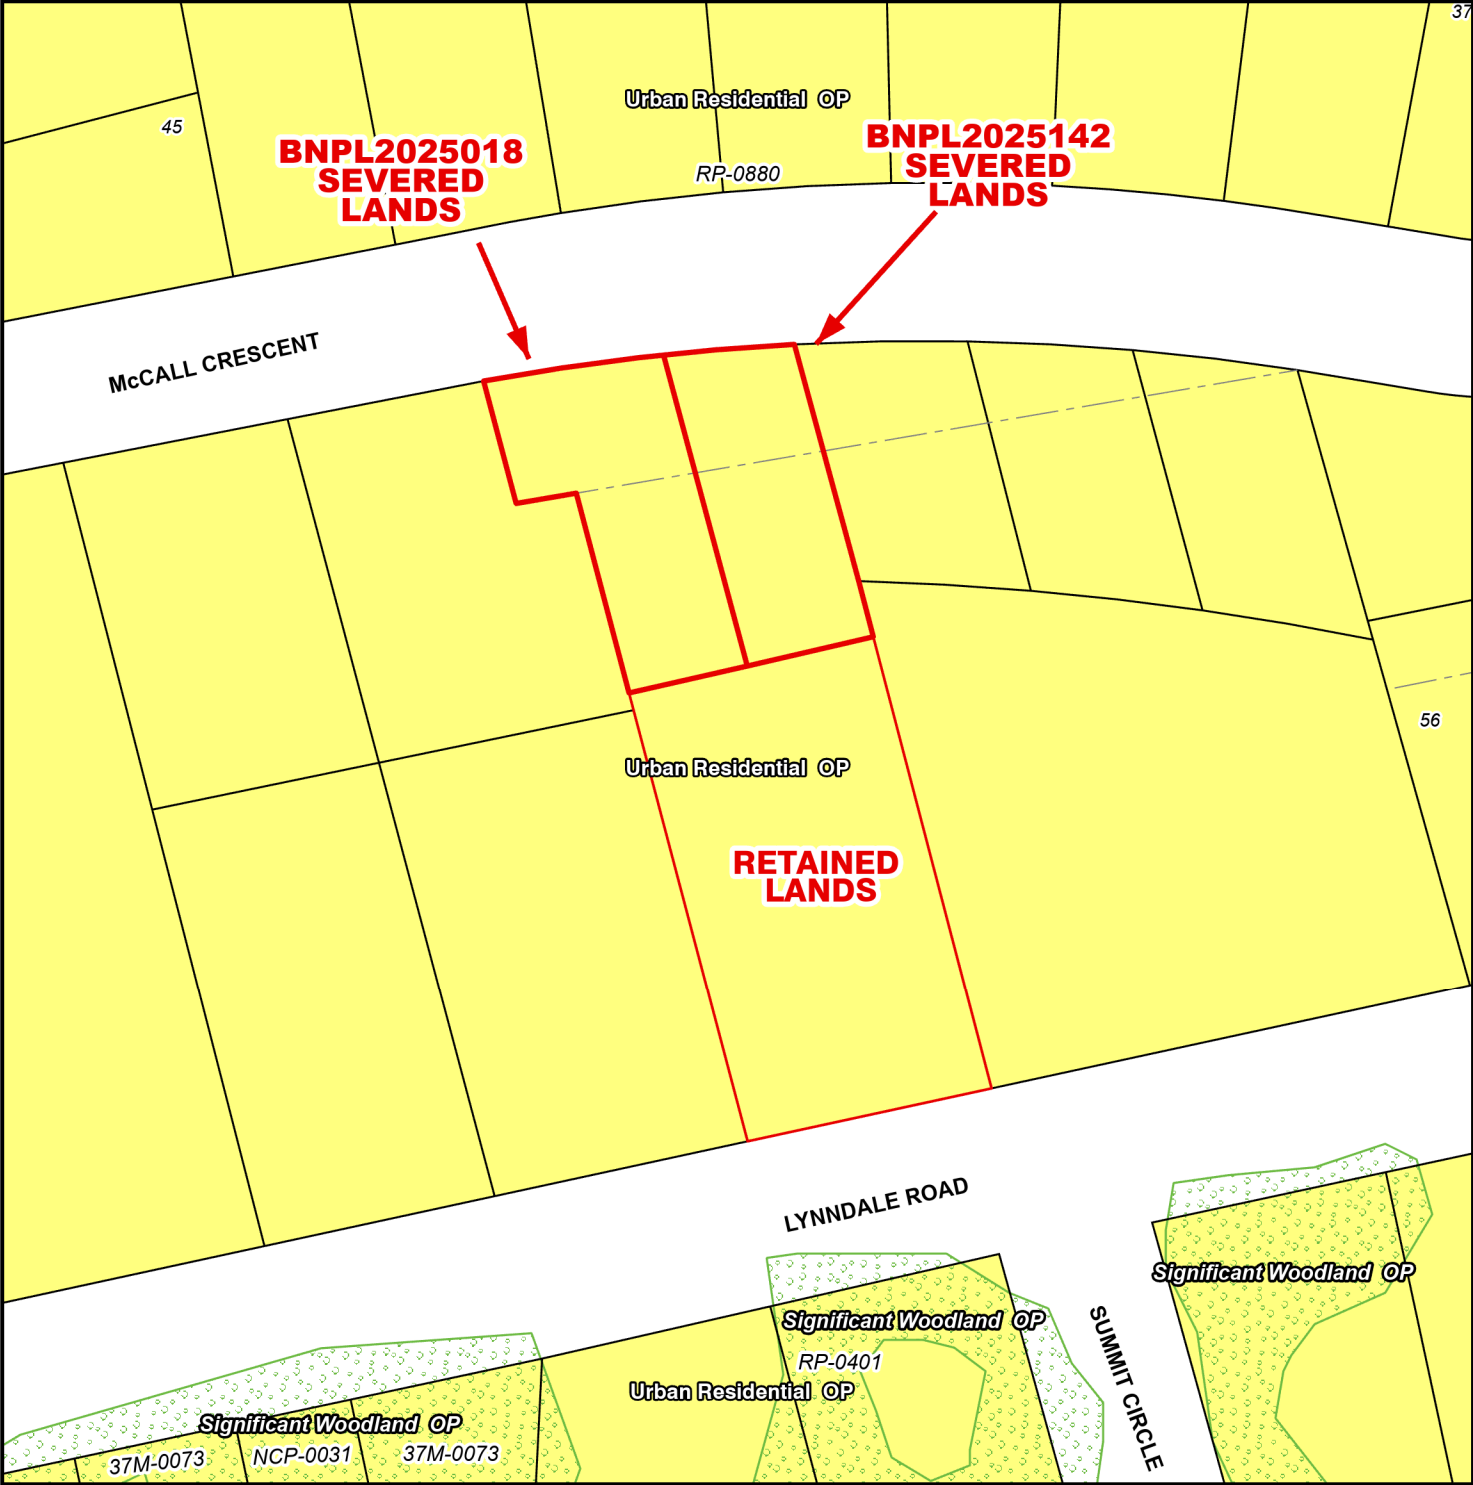 37
Urban Residential OP
45
BNPL2025018
SEVERED
LANDS
BNPL2025142
SEVERED
LANDS
RP-0880
McCALL CRESCENT
56
Urban Residential OP
RETAINED
LANDS
LYNNDALE ROAD
Significant Woodland OP
Significant Woodland OP
SUMMIT CIRCLE
RP-0401
Urban Residential OP
Significant Woodland OP
37M-0073
NCP-0031
37M-0073